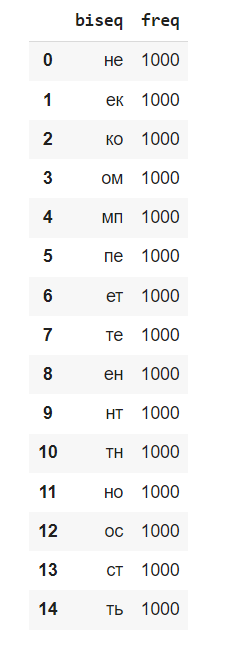 biseq freq
0 не 1000
1 ек 1000
2 ко 1000
3 ом 1000
4 мп 1000
5 пе 1000
6 ет 1000
7 те 1000
8 ен 1000
9 нт 1000
10 тн 1000
11 но 1000
12 ос 1000
13 ст 1000
14 ть 1000